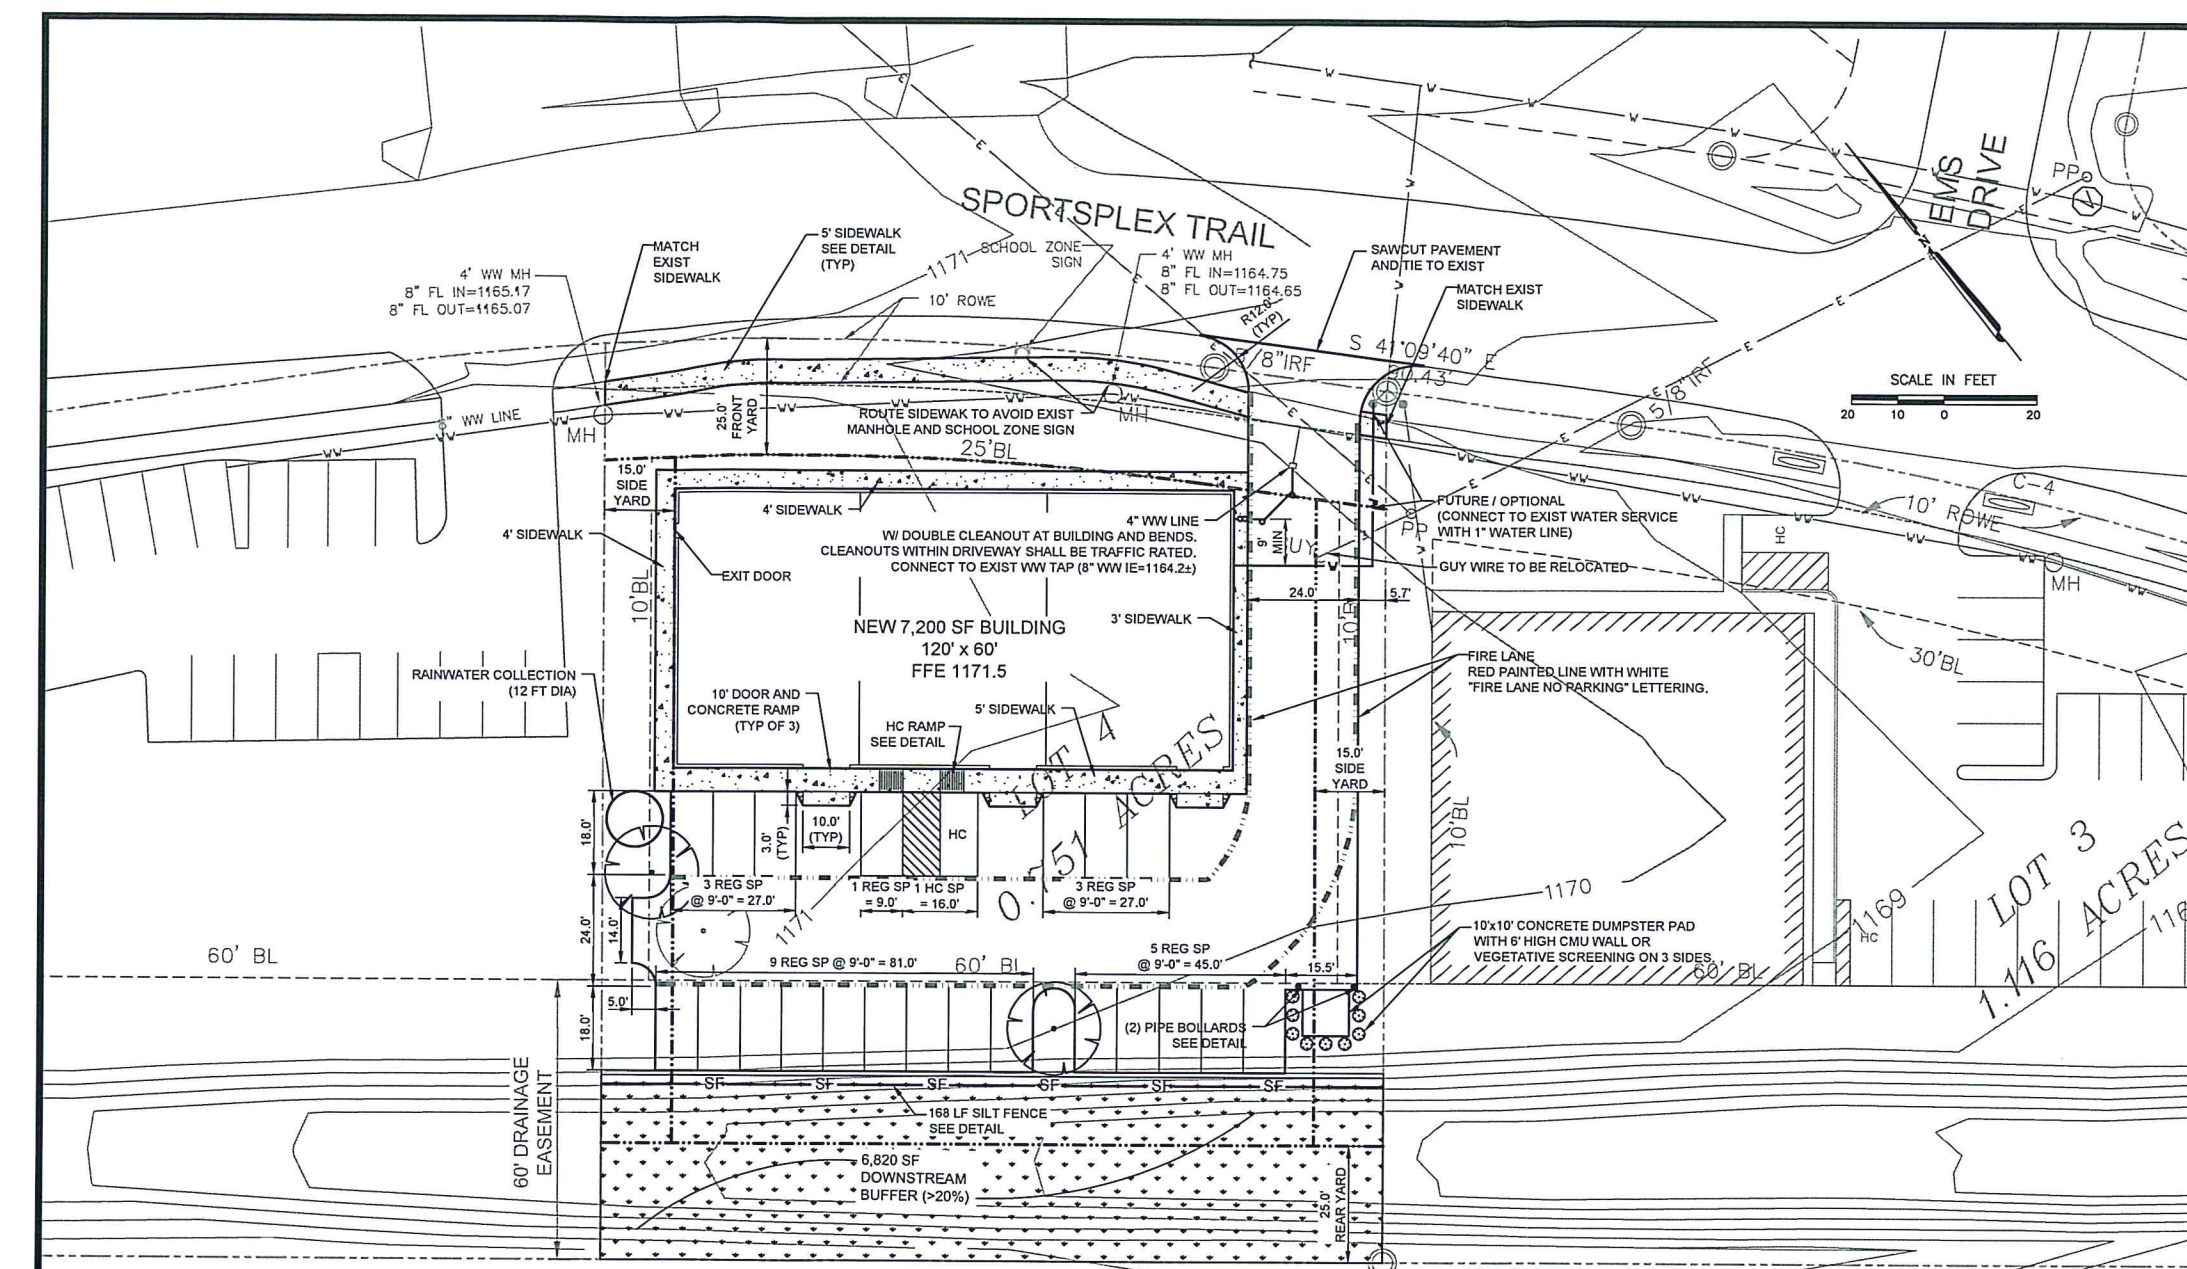 SPORTSPLEX TRAIL
EMS
DRIVE
PP
N
MATCH
EXIST
SIDEWALK
5' SIDEWALK
SEE DETAIL
(TYP)
1171
SCHOOL ZONE
SIGN
4' WW MH
8" FL IN=1164.75
8" FL OUT=1164.65
SAWCUT PAVEMENT
AND TIE TO EXIST
MATCH EXIST
SIDEWALK
4' WW MH
8" FL IN=1165.17
8" FL OUT=1165.07
10' ROWE
R12.0'
(TYP)
5/8"IRF
S 41°09'40" E
5/8"IRF
SCALE IN FEET
20 10 0 20
8" WW LINE
MH
25.0'
FRONT
YARD
ROUTE SIDEWAK TO AVOID EXIST
MANHOLE AND SCHOOL ZONE SIGN
MH
25'BL
15.0'
SIDE
YARD
4' SIDEWALK
4' SIDEWALK
4" WW LINE
W/ DOUBLE CLEANOUT AT BUILDING AND BENDS.
CLEANOUTS WITHIN DRIVEWAY SHALL BE TRAFFIC RATED.
CONNECT TO EXIST WW TAP (8" WW IE=1164.2±)
9'
MIN
PP
FUTURE / OPTIONAL
(CONNECT TO EXIST WATER SERVICE
WITH 1" WATER LINE)
GUY WIRE TO BE RELOCATED
C-4
10' ROWE
HC
MH
EXIT DOOR
10'BL
24.0'
5.7'
NEW 7,200 SF BUILDING
120' x 60'
FFE 1171.5
3' SIDEWALK
FIRE LANE
RED PAINTED LINE WITH WHITE
"FIRE LANE NO PARKING" LETTERING.
30'BL
RAINWATER COLLECTION
(12 FT DIA)
10' DOOR AND
CONCRETE RAMP
(TYP OF 3)
HC RAMP
SEE DETAIL
5' SIDEWALK
LOT 4
0.751 ACRES
15.0'
SIDE
YARD
10'BL
18.0'
3.0'
(TYP)
10.0'
(TYP)
HC
3 REG SP
@ 9'-0" = 27.0'
1 REG SP
= 9.0'
1 HC SP
= 16.0'
3 REG SP
@ 9'-0" = 27.0'
1171
1170
1169
LOT 3
1.116 ACRES
HC
24.0'
14.0'
60' BL
9 REG SP @ 9'-0" = 81.0'
5 REG SP
@ 9'-0" = 45.0'
15.5'
10'x10' CONCRETE DUMPSTER PAD
WITH 6' HIGH CMU WALL OR
VEGETATIVE SCREENING ON 3 SIDES.
60' BL
5.0'
18.0'
(2) PIPE BOLLARDS
SEE DETAIL
60' DRAINAGE
EASEMENT
SF SF SF SF SF SF
168 LF SILT FENCE
SEE DETAIL
6,820 SF
DOWNSTREAM
BUFFER (>20%)
25.0'
REAR YARD